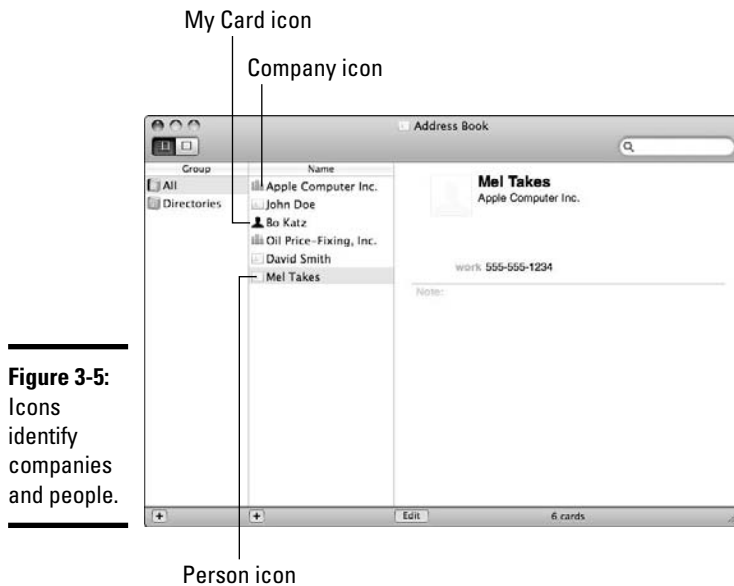 My Card icon
Company icon
Address Book
Group
Name
All
Directories
Apple Computer Inc.
John Doe
Bo Katz
Oil Price-Fixing, Inc.
David Smith
Mel Takes
Mel Takes
Apple Computer Inc.
work 555-555-1234
Note:
Edit
6 cards
Figure 3-5:
Icons
identify
companies
and people.
Person icon